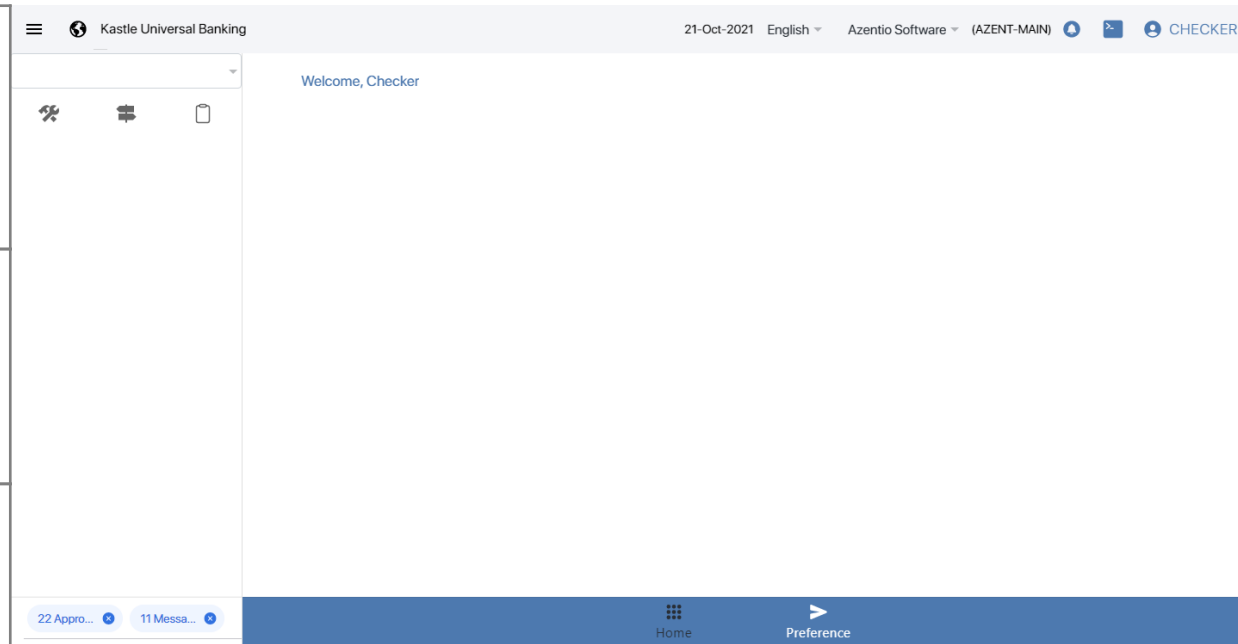 Kastle Universal Banking 21-Oct-2021 English Azentio Software (AZENT-MAIN) CHECKER
Welcome, Checker
22 Appro... 11 Messa...
Home Preference